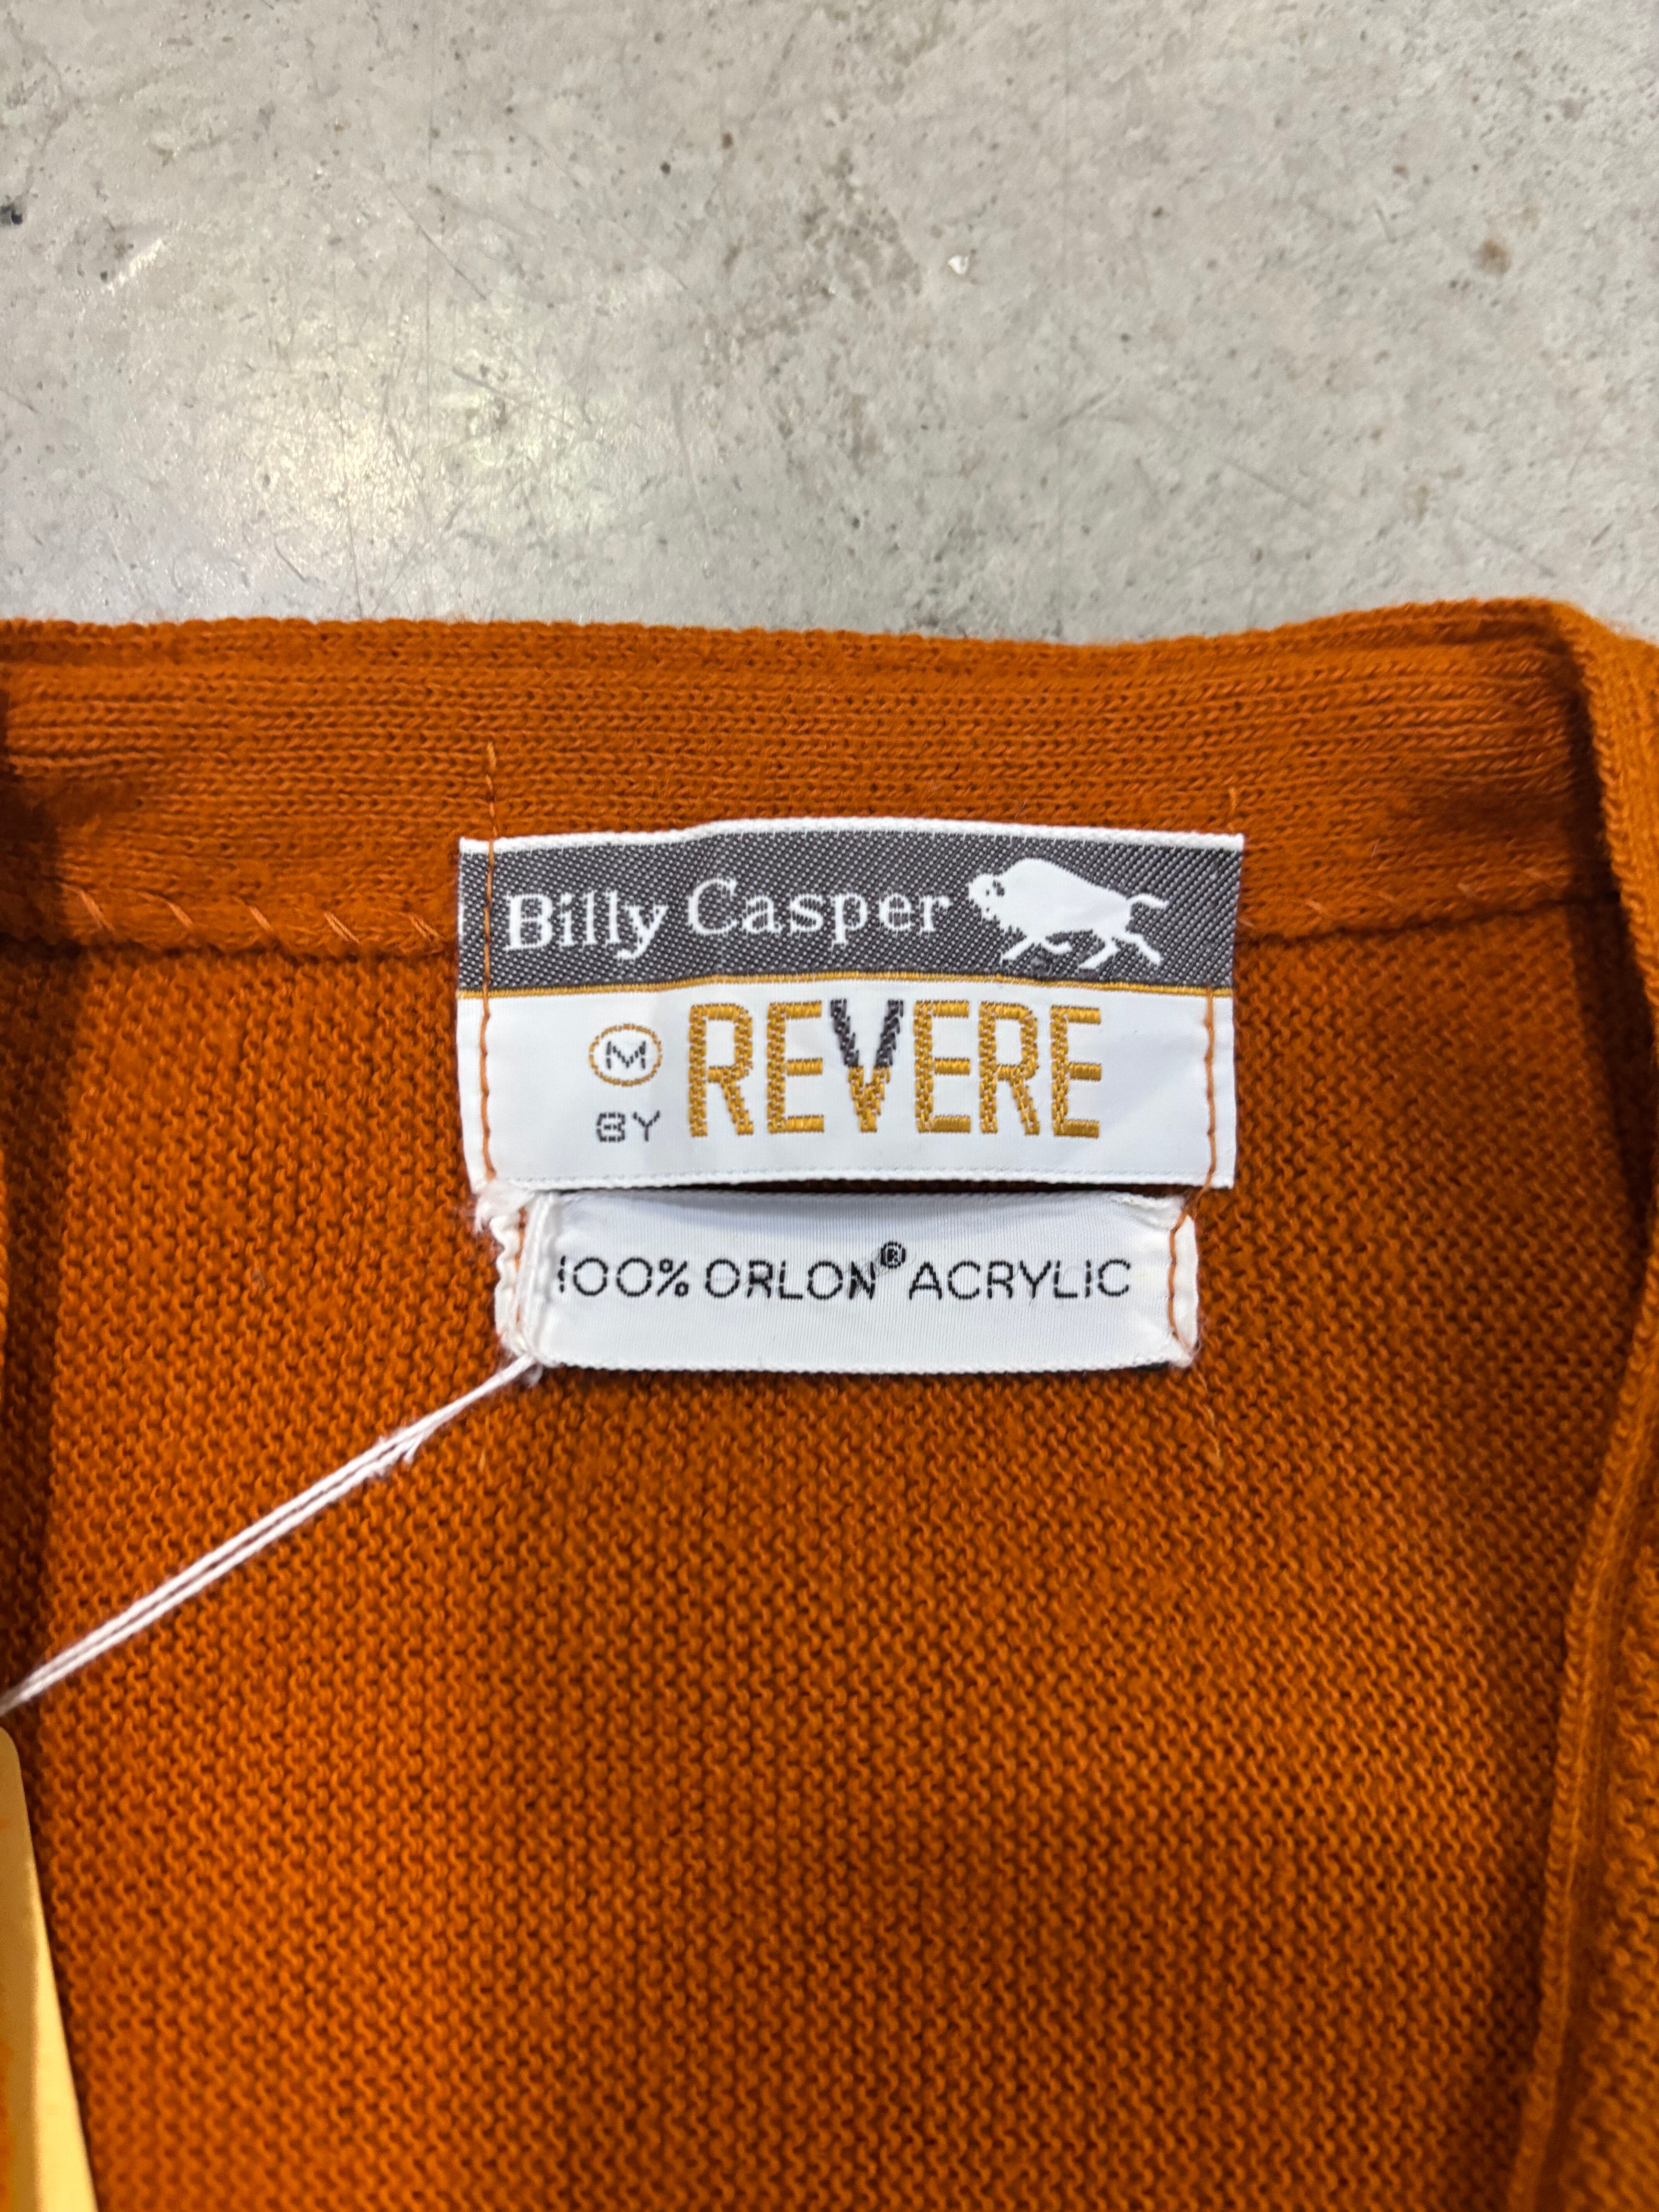 Billy Casper
M
BY REVERE
100% ORLON® ACRYLIC